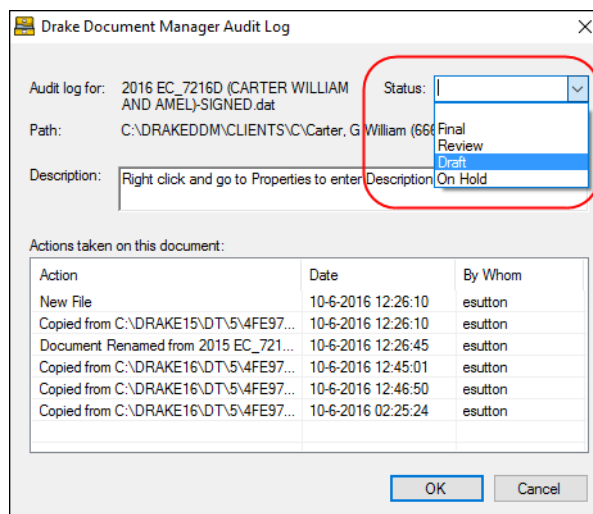 Drake Document Manager Audit Log
Audit log for: 2016 EC_7216D (CARTER WILLIAM Status:
AND AMEL)-SIGNED.dat
Path: C:\DRAKEDDM\CLIENTS\C\Carter, G William (666
Final
Review
Draft
On Hold
Description: Right click and go to Properties to enter Description
Actions taken on this document:
Action Date By Whom
New File 10-6-2016 12:26:10 esutton
Copied from C:\DRAKE15\DT\5\4FE97... 10-6-2016 12:26:10 esutton
Document Renamed from 2015 EC_721... 10-6-2016 12:26:45 esutton
Copied from C:\DRAKE16\DT\5\4FE97... 10-6-2016 12:45:01 esutton
Copied from C:\DRAKE16\DT\5\4FE97... 10-6-2016 12:46:50 esutton
Copied from C:\DRAKE16\DT\5\4FE97... 10-6-2016 02:25:24 esutton
OK Cancel